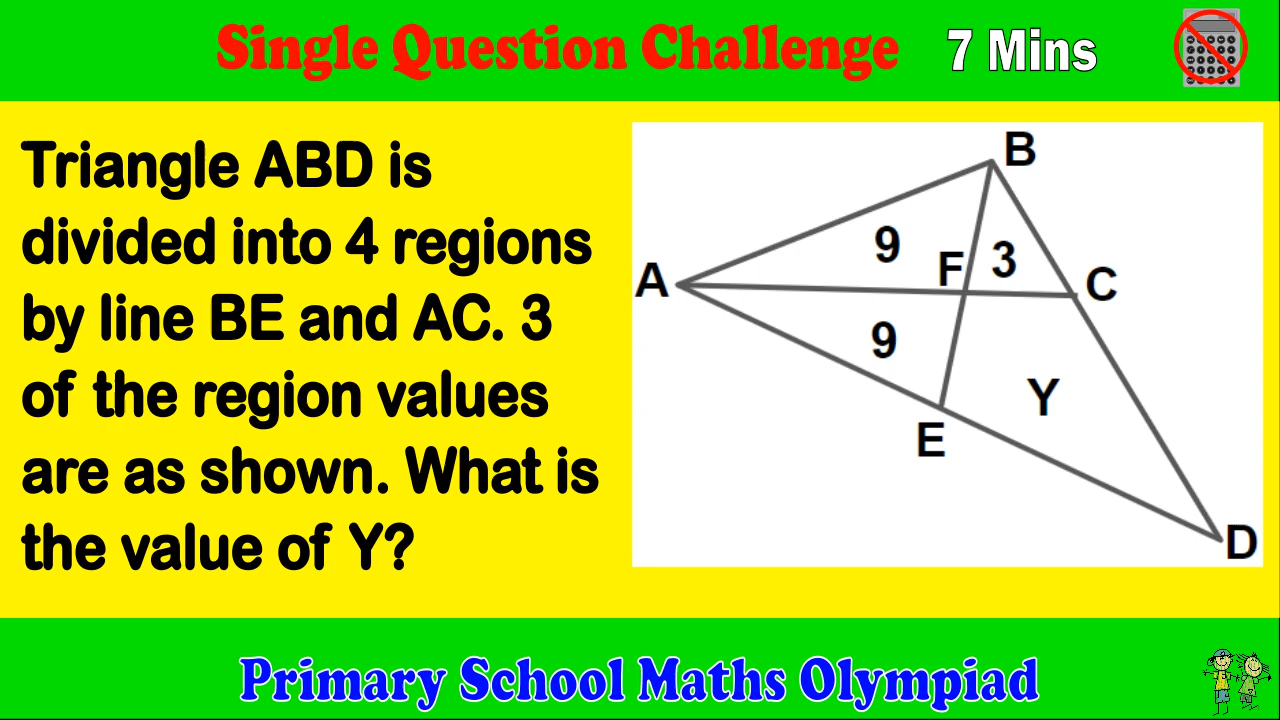 Single Question Challenge 7 Mins
Triangle ABD is
divided into 4 regions
by line BE and AC. 3
of the region values
are as shown. What is
the value of Y?
B
9
F
3
A
C
9
Y
E
D
Primary School Maths Olympiad